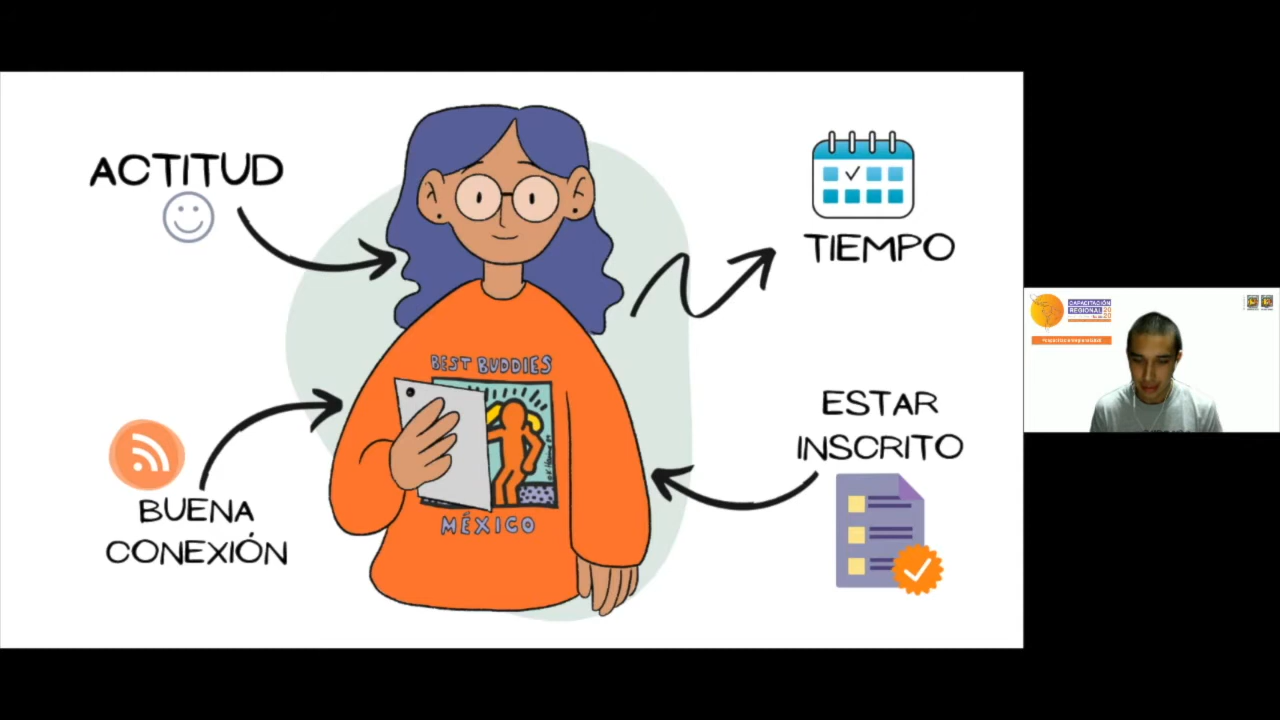 ACTITUD
TIEMPO
BEST BUDDIES
MÉXICO
BUENA
CONEXIÓN
ESTAR
INSCRITO
CAPACITACIÓN
REGIONAL